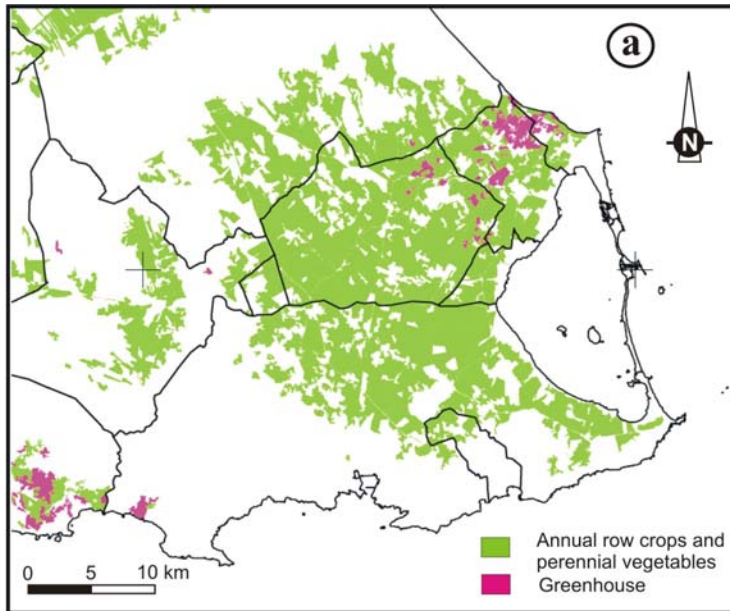 a
N
Annual row crops and
perennial vegetables
Greenhouse
0 5 10 km